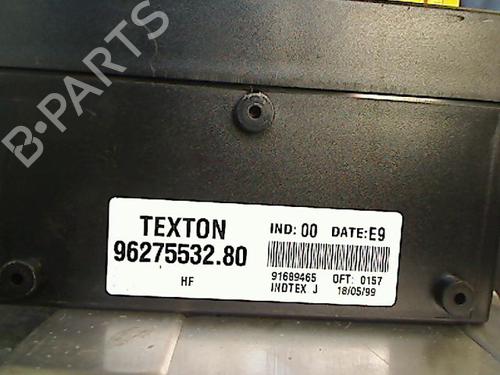 B-PARTS
TEXTON IND: 00 DATE: E9
96275532.80
91689465 OFT: 0157
HF INDTEX J 18/05/99